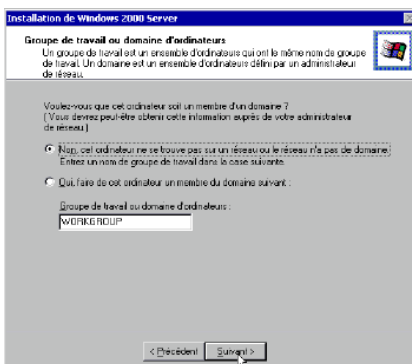 Installation de Windows 2000 Server
Groupe de travail ou domaine d'ordinateurs
Un groupe de travail est un ensemble d'ordinateurs qui ont le même nom de groupe
de travail. Un domaine est un ensemble d'ordinateurs défini par un administrateur
de réseau.
Voulez-vous que cet ordinateur soit un membre d'un domaine ?
(Vous devrez peut-être obtenir cette information auprès de votre administrateur
de réseau.)
Non, cet ordinateur ne se trouve pas sur un réseau ou le réseau n'a pas de domaine.
Entrez un nom de groupe de travail dans la case suivante.
Oui, faire de cet ordinateur un membre du domaine suivant :
Groupe de travail ou domaine d'ordinateurs :
WORKGROUP
< Précédent Suivant >